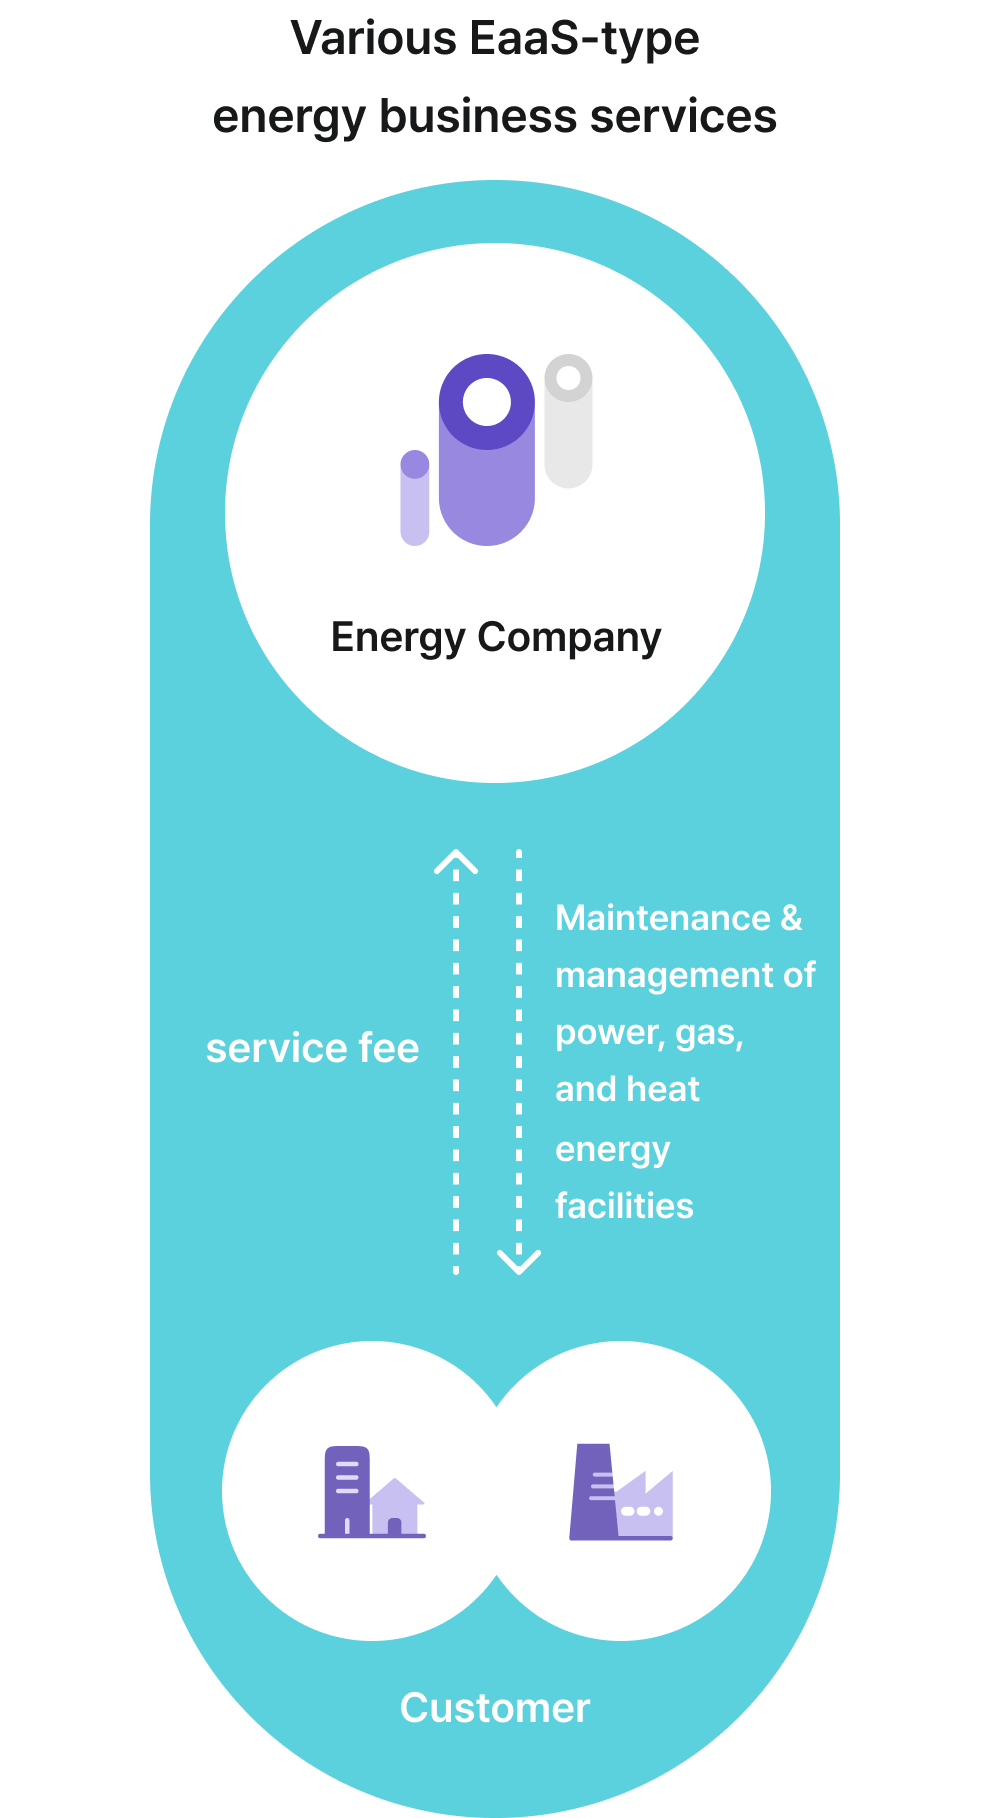 Various EaaS-type
energy business services
Energy Company
service fee
Maintenance &
management of
power, gas,
and heat
energy
facilities
Customer